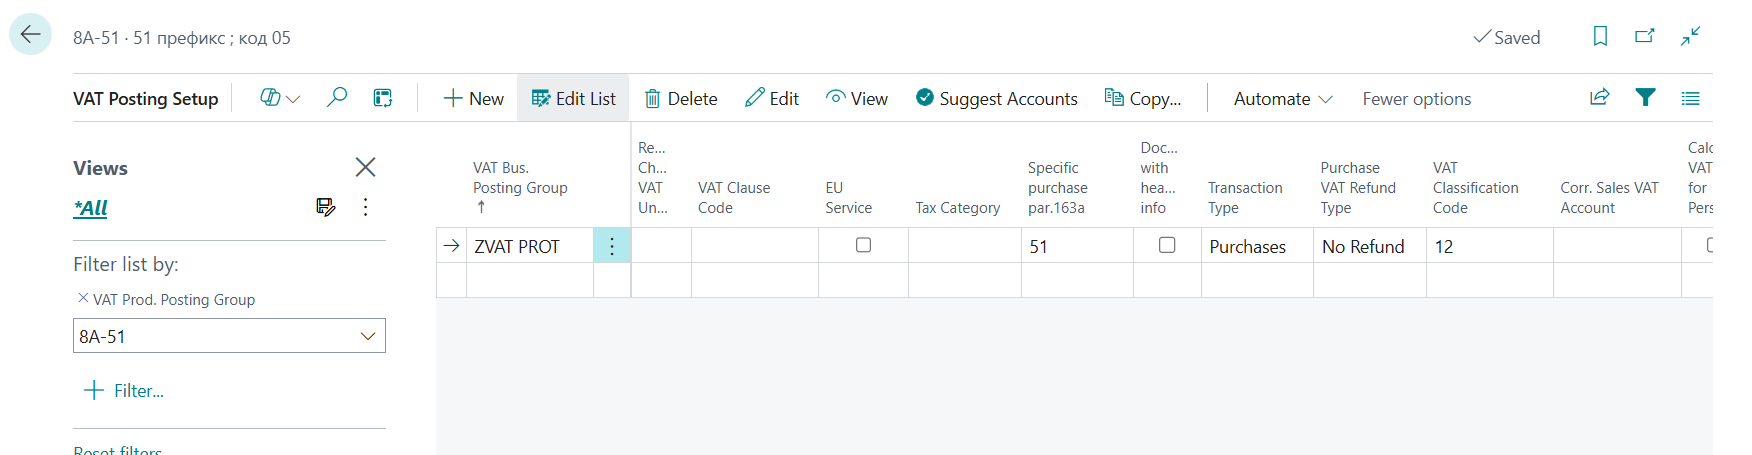 8A-51 · 51 префикс ; код 05
Saved
VAT Posting Setup
New
Edit List
Delete
Edit
View
Suggest Accounts
Copy...
Automate
Fewer options
Views
*All
Filter list by:
× VAT Prod. Posting Group
8A-51
Filter...
Reset filters
VAT Bus.
Posting Group
Re...
Ch...
VAT
Un...
VAT Clause
Code
EU
Service
Tax Category
Specific
purchase
par.163a
Doc...
with
hea...
info
Transaction
Type
Purchase
VAT Refund
Type
VAT
Classification
Code
Corr. Sales VAT
Account
Calc
VAT
for
Pers
ZVAT PROT
51
Purchases
No Refund
12